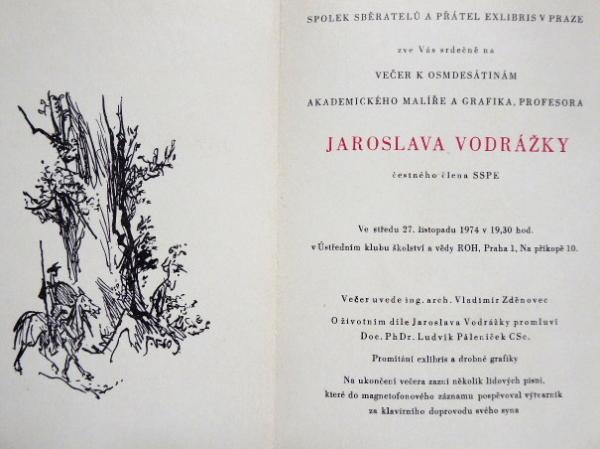 SPOLEK SBĚRATELŮ A PŘÁTEL EXLIBRIS V PRAZE
zve Vás srdečně na
VEČER K OSMDESÁTINÁM
AKADEMICKÉHO MALÍŘE A GRAFIKA, PROFESORA
JAROSLAVA VODRÁŽKY
čestného člena SSPE
Ve středu 27. listopadu 1974 v 19,30 hod.
v Ústředním klubu školství a vědy ROH, Praha 1, Na příkopě 10.
Večer uvede ing. arch. Vladimír Zděnovec
O životním díle Jaroslava Vodrážky promluví
Doc. PhDr. Ludvík Páleníček CSc.
Promítání exlibris a drobné grafiky
Na ukončení večera zazní několik lidových písní,
které do magnetofonového záznamu pospěvoval výtvarník
za klavírního doprovodu svého syna